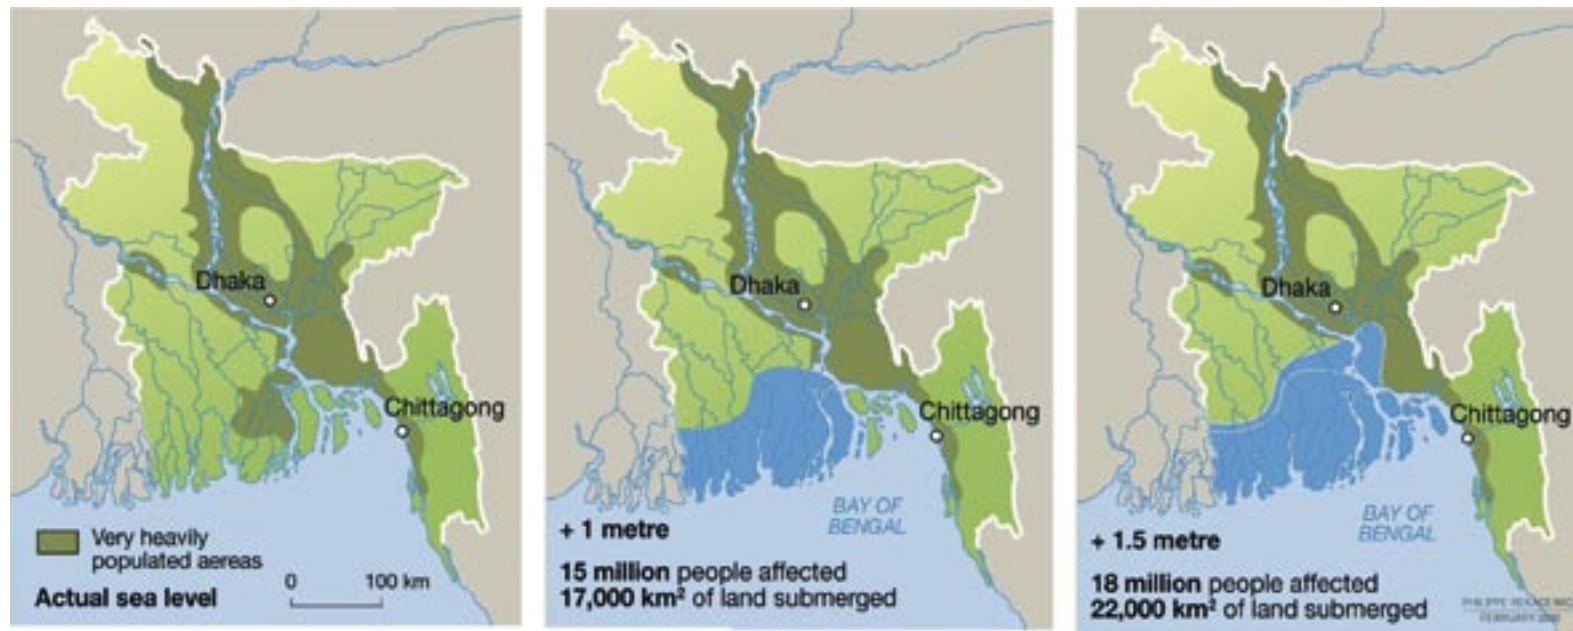 Dhaka
Chittagong
Very heavily
populated aereas
Actual sea level
0 100 km
Dhaka
Chittagong
BAY OF
BENGAL
+ 1 metre
15 million people affected
17,000 km² of land submerged
Dhaka
Chittagong
BAY OF
BENGAL
+ 1.5 metre
18 million people affected
22,000 km² of land submerged
PHILIPPE
FEBRUARY